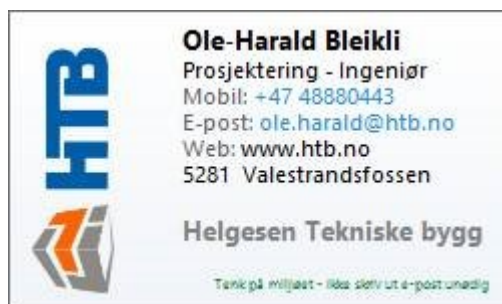 HTB
Ole-Harald Bleikli
Prosjektering - Ingeniør
Mobil: +47 48880443
E-post: ole.harald@htb.no
Web: www.htb.no
5281 Valestrandsfossen
Helgesen Tekniske bygg
Tenk på miljøet - ikke skriv ut e-post unødig